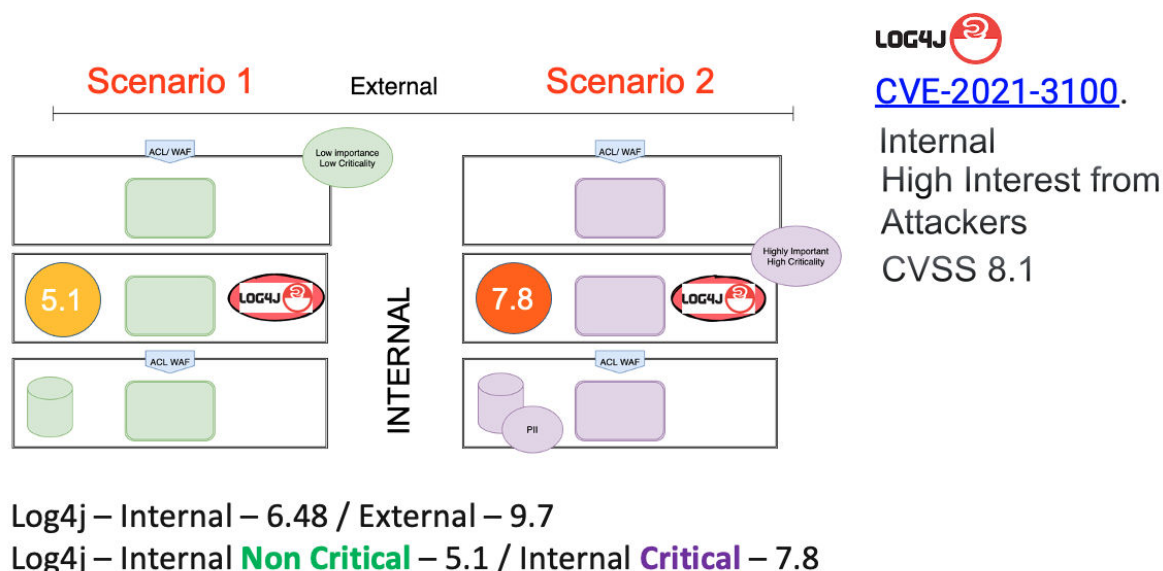 LOG4J
Scenario 1
External
Scenario 2
CVE-2021-3100.
Internal
High Interest from
Attackers
CVSS 8.1
ACL/ WAF
Low importance
Low Criticality
ACL/ WAF
Highly Important
High Criticality
5.1
LOG4J
INTERNAL
7.8
LOG4J
ACL WAF
ACL WAF
PII
Log4j – Internal – 6.48 / External – 9.7
Log4j – Internal Non Critical – 5.1 / Internal Critical – 7.8